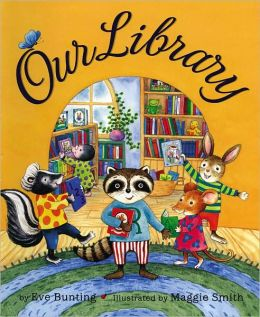 Our Library
by Eve Bunting illustrated by Maggie Smith